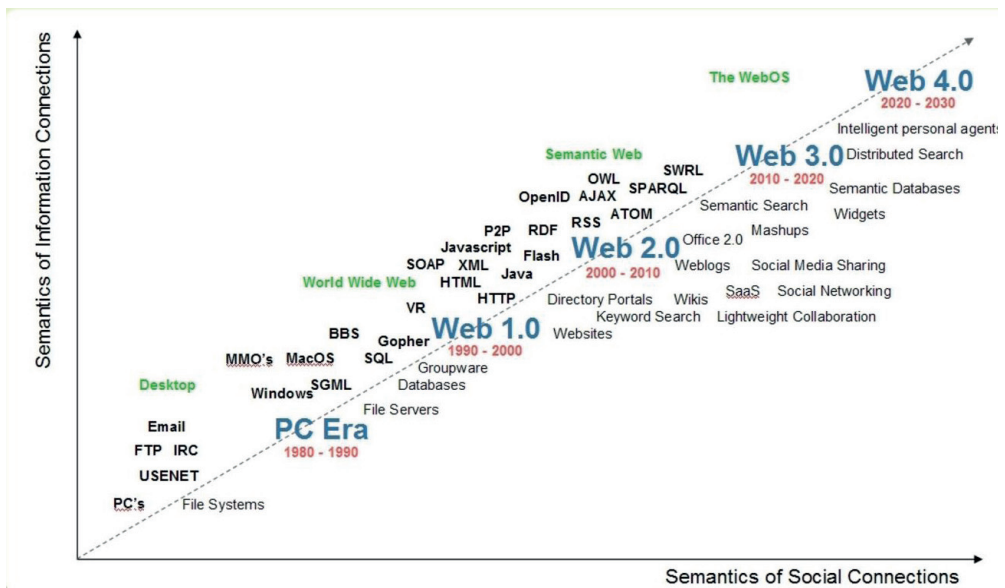 Semantics of Information Connections
The WebOS
Web 4.0
2020 - 2030
Intelligent personal agents
Semantic Web
Web 3.0
2010 - 2020
Distributed Search
SWRL
OWL
SPARQL
OpenID
AJAX
Semantic Databases
Semantic Search
Widgets
ATOM
RSS
P2P
RDF
Mashups
Javascript
Flash
Web 2.0
2000 - 2010
Office 2.0
SOAP
XML
Java
Weblogs
Social Media Sharing
World Wide Web
HTML
HTTP
SaaS
Social Networking
Directory Portals
Wikis
VR
Keyword Search
Lightweight Collaboration
Web 1.0
1990 - 2000
Websites
BBS
Gopher
MMO's
MacOS
SQL
Groupware
Desktop
Windows
SGML
Databases
File Servers
Email
PC Era
1980 - 1990
FTP
IRC
USENET
PC's
File Systems
Semantics of Social Connections